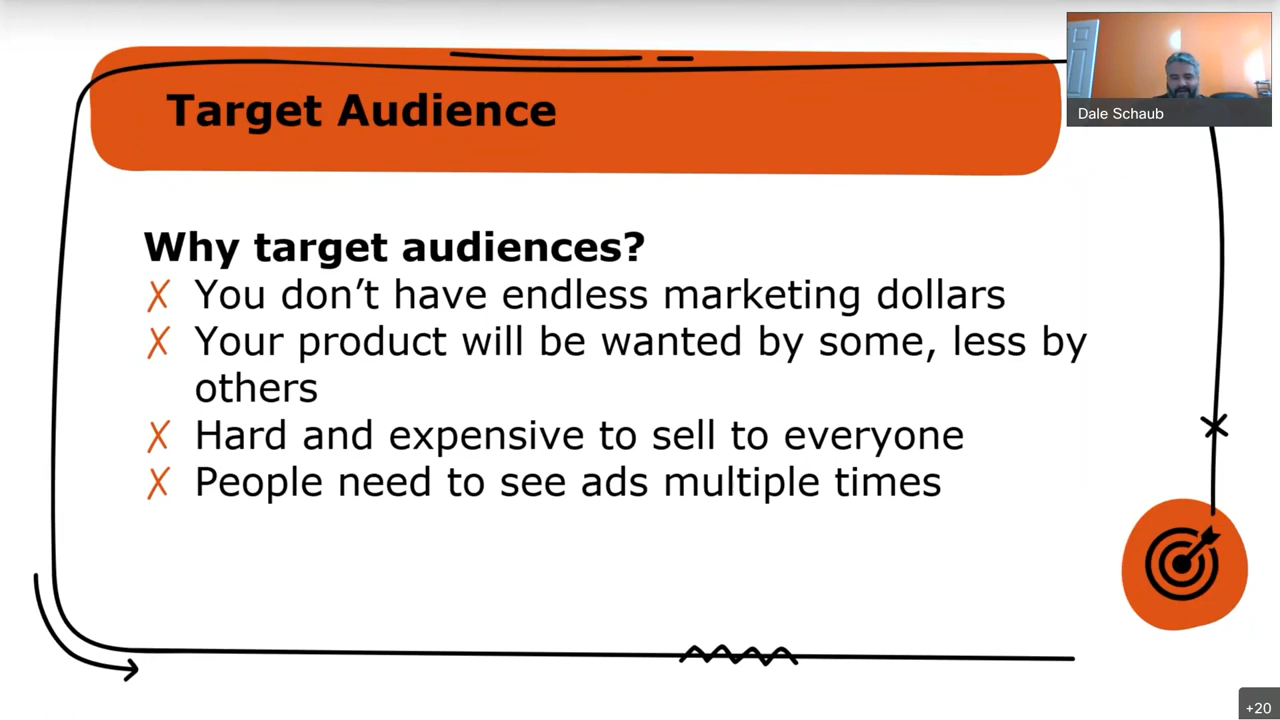 Target Audience
Dale Schaub
Why target audiences?
You don’t have endless marketing dollars
Your product will be wanted by some, less by
others
Hard and expensive to sell to everyone
People need to see ads multiple times
+20